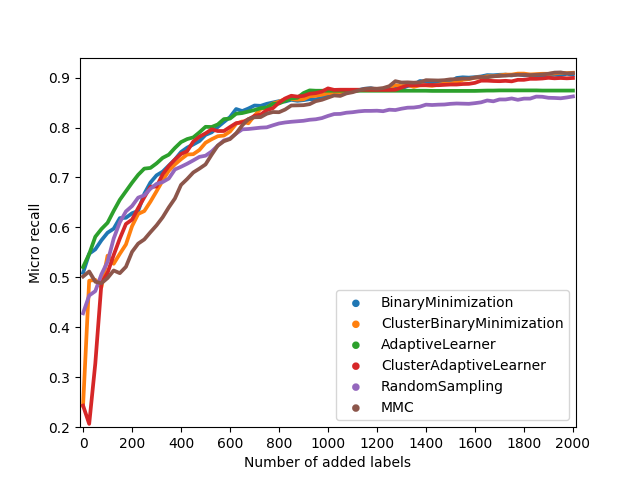 0.9
0.8
0.7
0.6
0.5
0.4
0.3
0.2
Micro recall
BinaryMinimization
ClusterBinaryMinimization
AdaptiveLearner
ClusterAdaptiveLearner
RandomSampling
MMC
0 200 400 600 800 1000 1200 1400 1600 1800 2000
Number of added labels